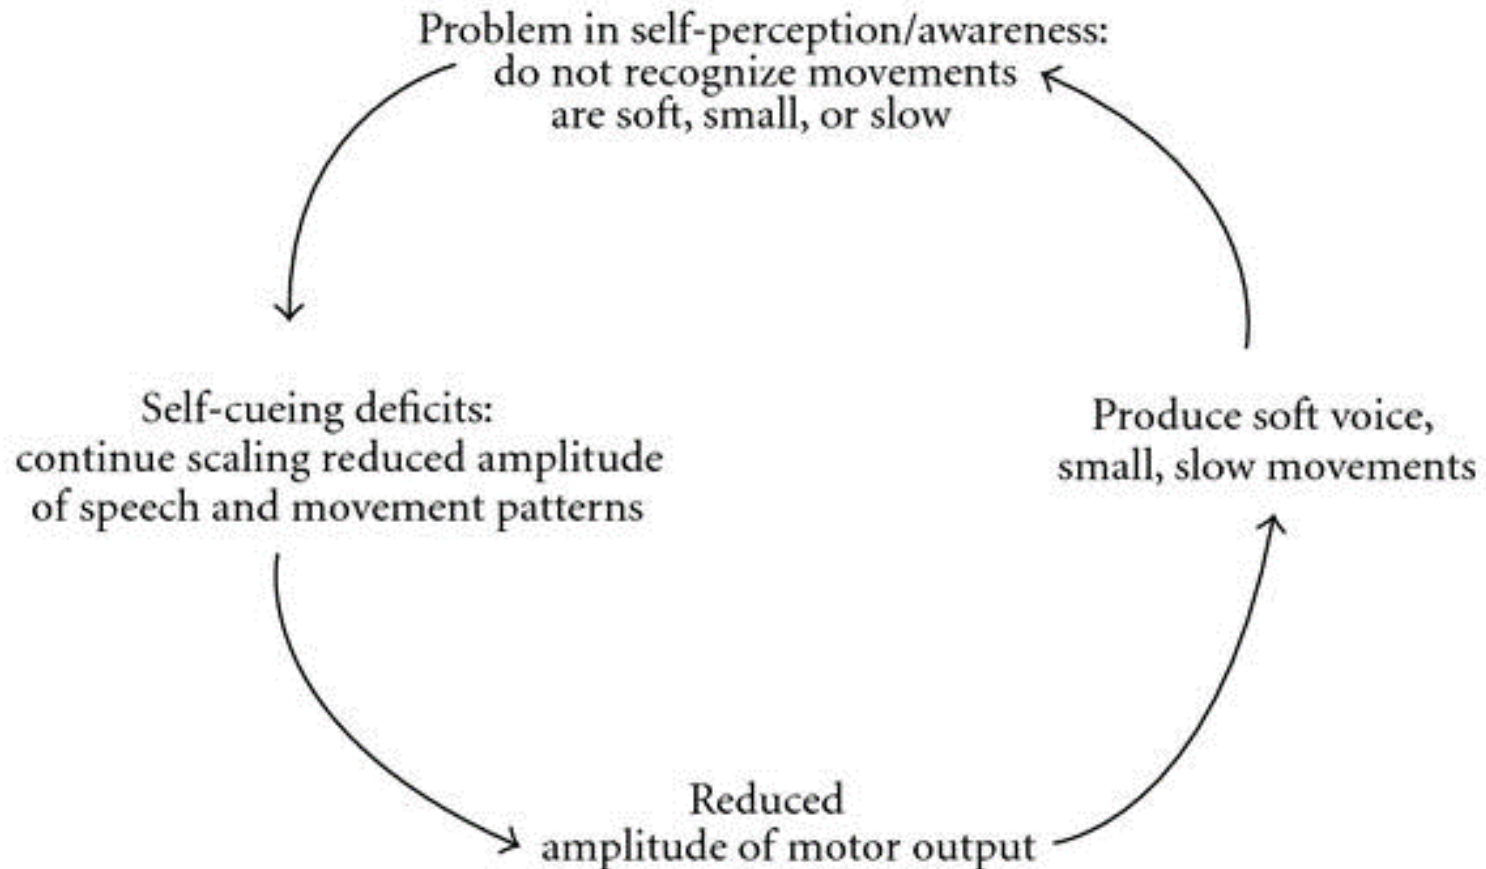 Problem in self-perception/awareness:
do not recognize movements
are soft, small, or slow
Self-cueing deficits:
continue scaling reduced amplitude
of speech and movement patterns
Produce soft voice,
small, slow movements
Reduced
amplitude of motor output